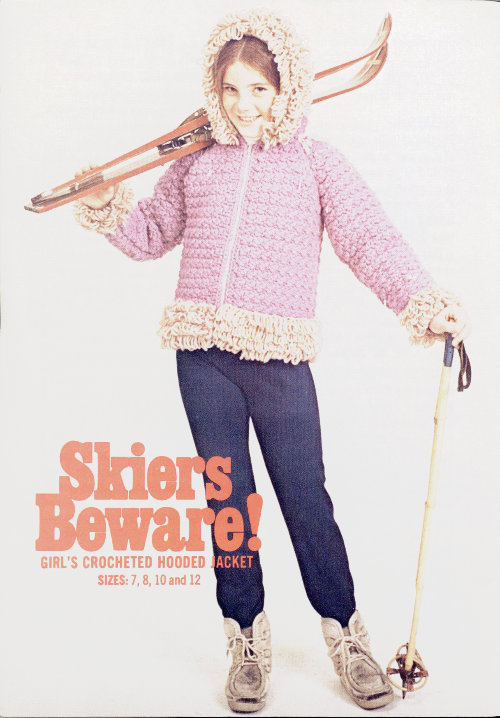 Skiers
Beware!
GIRL'S CROCHETED HOODED JACKET
SIZES: 7, 8, 10 and 12